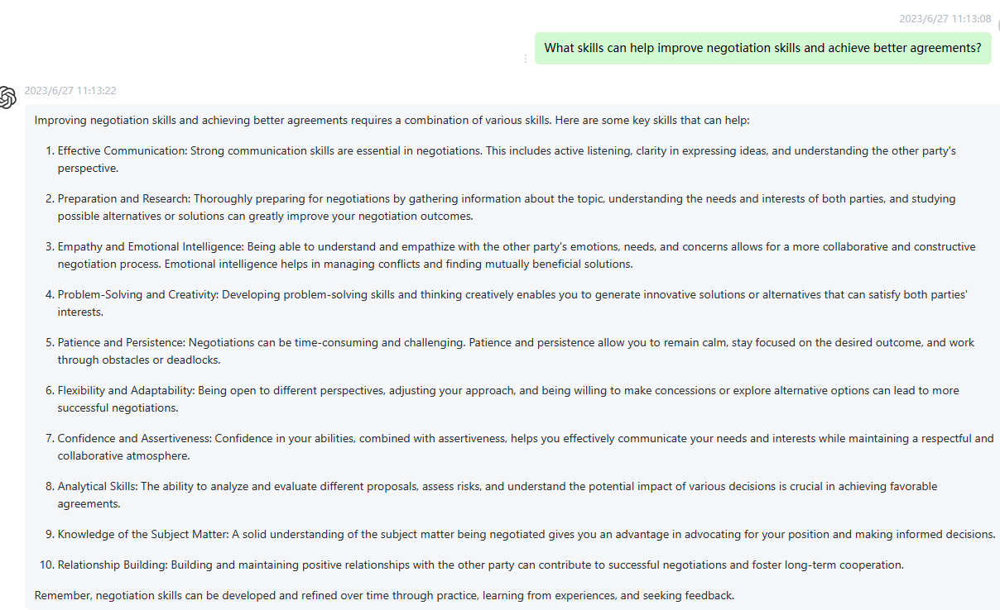 2023/6/27 11:13:08
What skills can help improve negotiation skills and achieve better agreements?
2023/6/27 11:13:22
Improving negotiation skills and achieving better agreements requires a combination of various skills. Here are some key skills that can help:
1. Effective Communication: Strong communication skills are essential in negotiations. This includes active listening, clarity in expressing ideas, and understanding the other party's
perspective.
2. Preparation and Research: Thoroughly preparing for negotiations by gathering information about the topic, understanding the needs and interests of both parties, and studying
possible alternatives or solutions can greatly improve your negotiation outcomes.
3. Empathy and Emotional Intelligence: Being able to understand and empathize with the other party's emotions, needs, and concerns allows for a more collaborative and constructive
negotiation process. Emotional intelligence helps in managing conflicts and finding mutually beneficial solutions.
4. Problem-Solving and Creativity: Developing problem-solving skills and thinking creatively enables you to generate innovative solutions or alternatives that can satisfy both parties'
interests.
5. Patience and Persistence: Negotiations can be time-consuming and challenging. Patience and persistence allow you to remain calm, stay focused on the desired outcome, and work
through obstacles or deadlocks.
6. Flexibility and Adaptability: Being open to different perspectives, adjusting your approach, and being willing to make concessions or explore alternative options can lead to more
successful negotiations.
7. Confidence and Assertiveness: Confidence in your abilities, combined with assertiveness, helps you effectively communicate your needs and interests while maintaining a respectful and
collaborative atmosphere.
8. Analytical Skills: The ability to analyze and evaluate different proposals, assess risks, and understand the potential impact of various decisions is crucial in achieving favorable
agreements.
9. Knowledge of the Subject Matter: A solid understanding of the subject matter being negotiated gives you an advantage in advocating for your position and making informed decisions.
10. Relationship Building: Building and maintaining positive relationships with the other party can contribute to successful negotiations and foster long-term cooperation.
Remember, negotiation skills can be developed and refined over time through practice, learning from experiences, and seeking feedback.